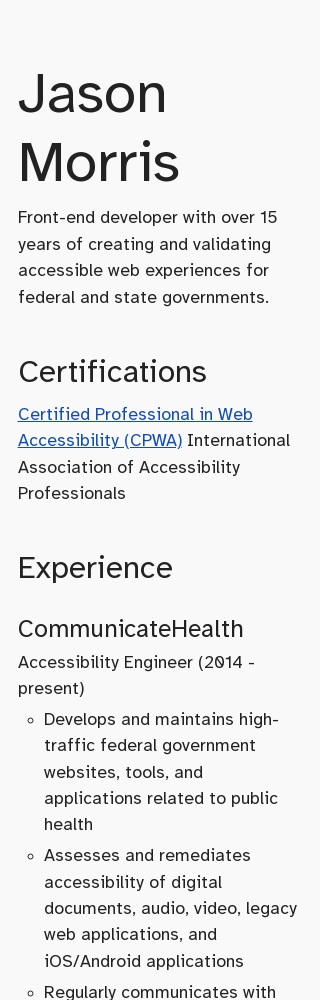 Jason
Morris
Front-end developer with over 15
years of creating and validating
accessible web experiences for
federal and state governments.
Certifications
Certified Professional in Web
Accessibility (CPWA) International
Association of Accessibility
Professionals
Experience
CommunicateHealth
Accessibility Engineer (2014 -
present)
Develops and maintains high-
traffic federal government
websites, tools, and
applications related to public
health
Assesses and remediates
accessibility of digital
documents, audio, video, legacy
web applications, and
iOS/Android applications
Regularly communicates with